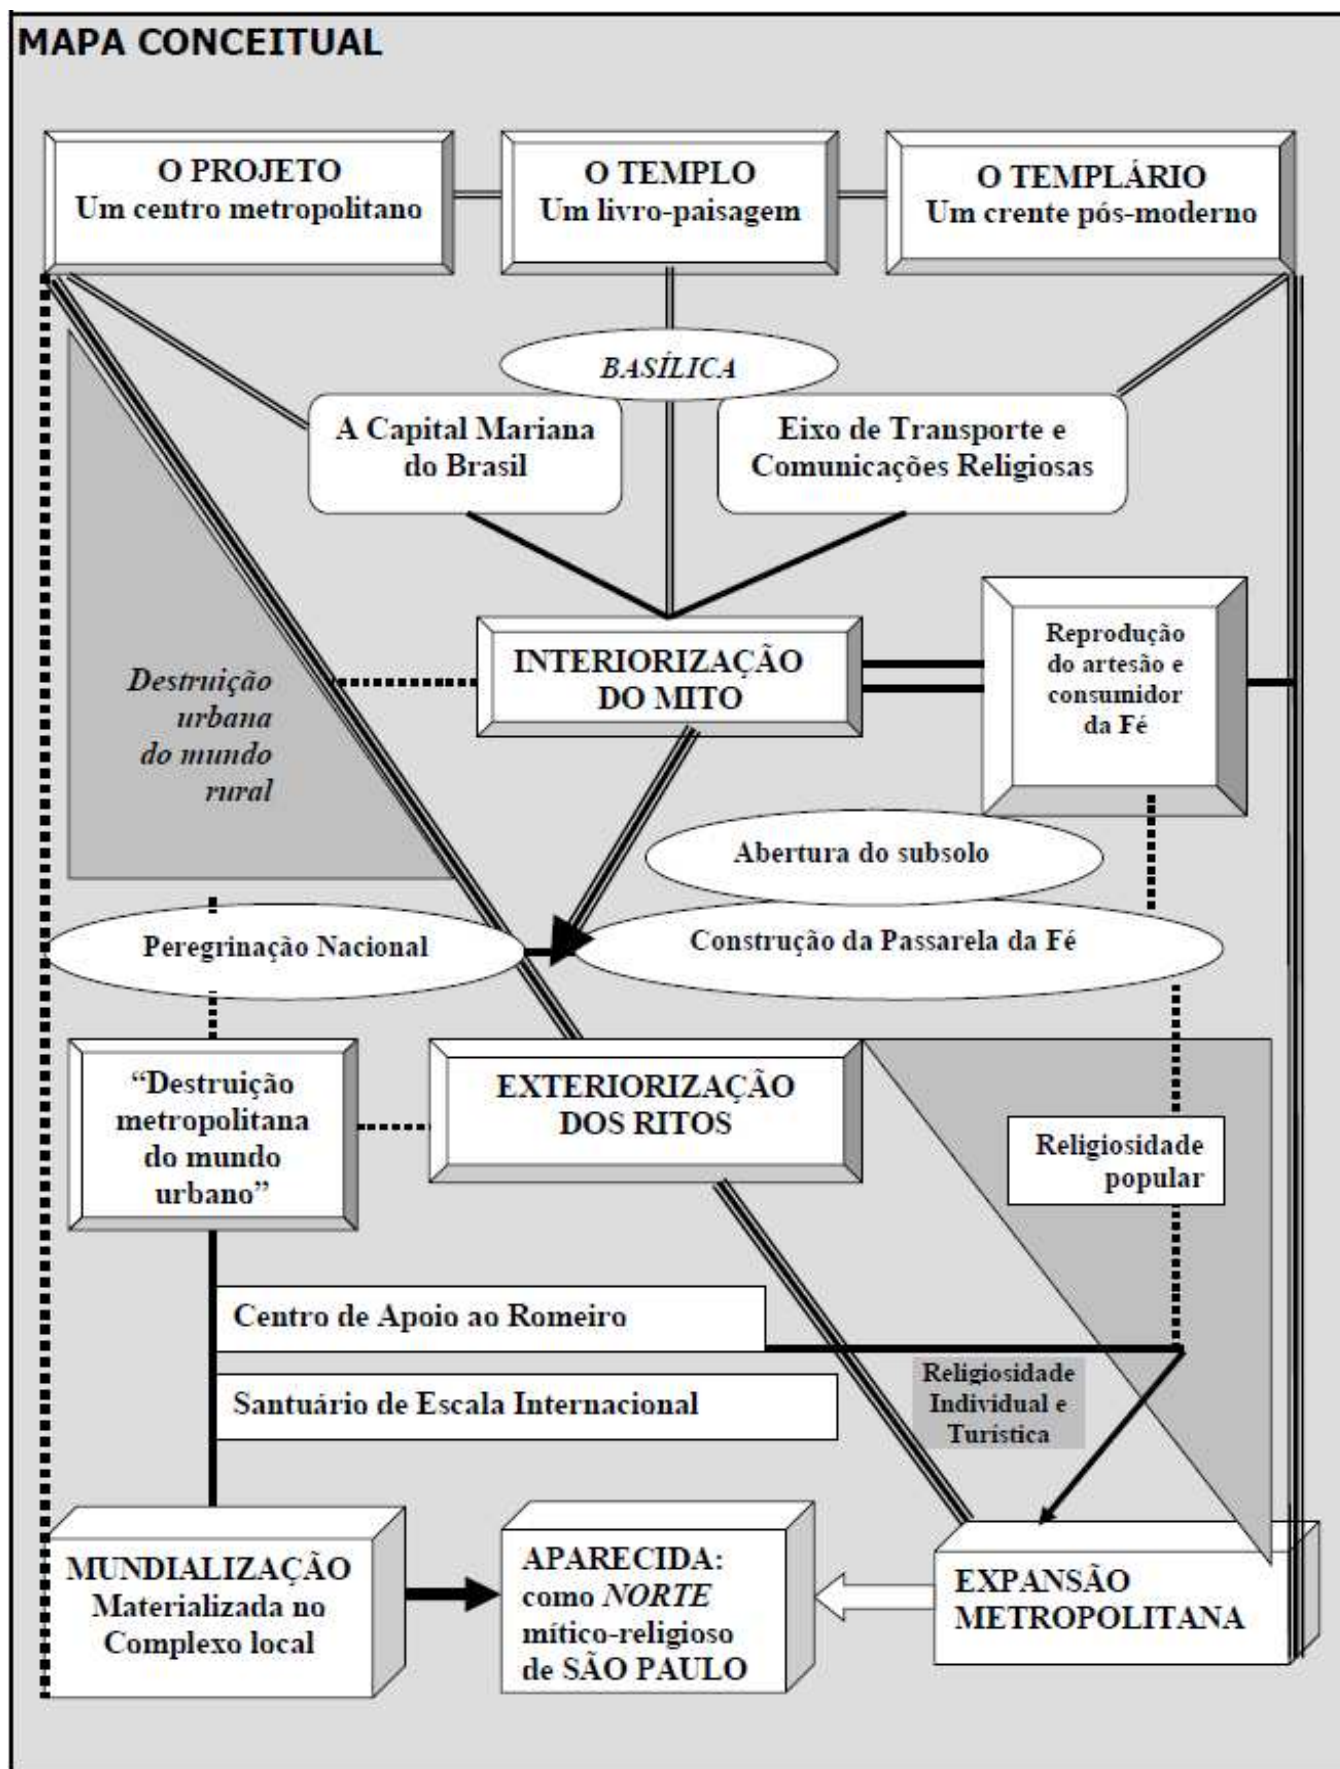 MAPA CONCEITUAL
O PROJETO
Um centro metropolitano
O TEMPLO
Um livro-paisagem
O TEMPLÁRIO
Um crente pós-moderno
BASÍLICA
A Capital Mariana
do Brasil
Eixo de Transporte e
Comunicações Religiosas
INTERIORIZAÇÃO
DO MITO
Reprodução
do artesão e
consumidor
da Fé
Destruição
urbana
do mundo
rural
Abertura do subsolo
Peregrinação Nacional
Construção da Passarela da Fé
“Destruição
metropolitana
do mundo
urbano”
EXTERIORIZAÇÃO
DOS RITOS
Religiosidade
popular
Centro de Apoio ao Romeiro
Santuário de Escala Internacional
Religiosidade
Individual e
Turística
MUNDIALIZAÇÃO
Materializada no
Complexo local
APARECIDA:
como NORTE
mítico-religioso
de SÃO PAULO
EXPANSÃO
METROPOLITANA